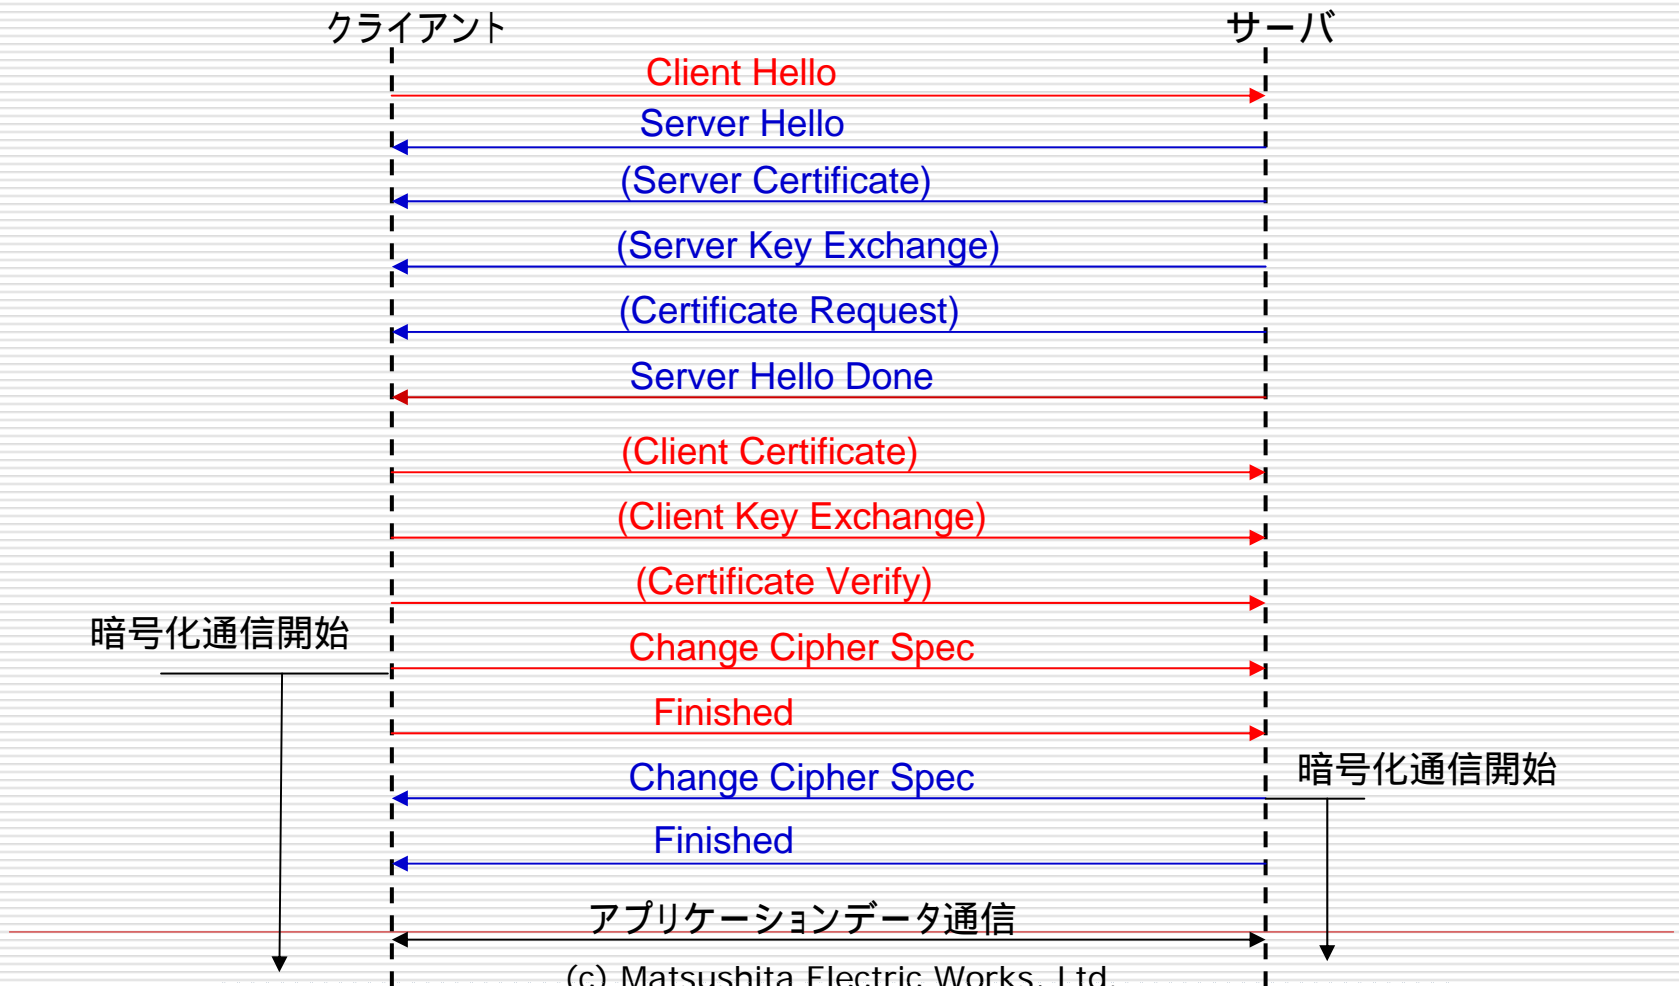 クライアント
サーバ
Client Hello
Server Hello
(Server Certificate)
(Server Key Exchange)
(Certificate Request)
Server Hello Done
(Client Certificate)
(Client Key Exchange)
(Certificate Verify)
暗号化通信開始
Change Cipher Spec
Finished
Change Cipher Spec
暗号化通信開始
Finished
アプリケーションデータ通信
(c) Matsushita Electric Works, Ltd.